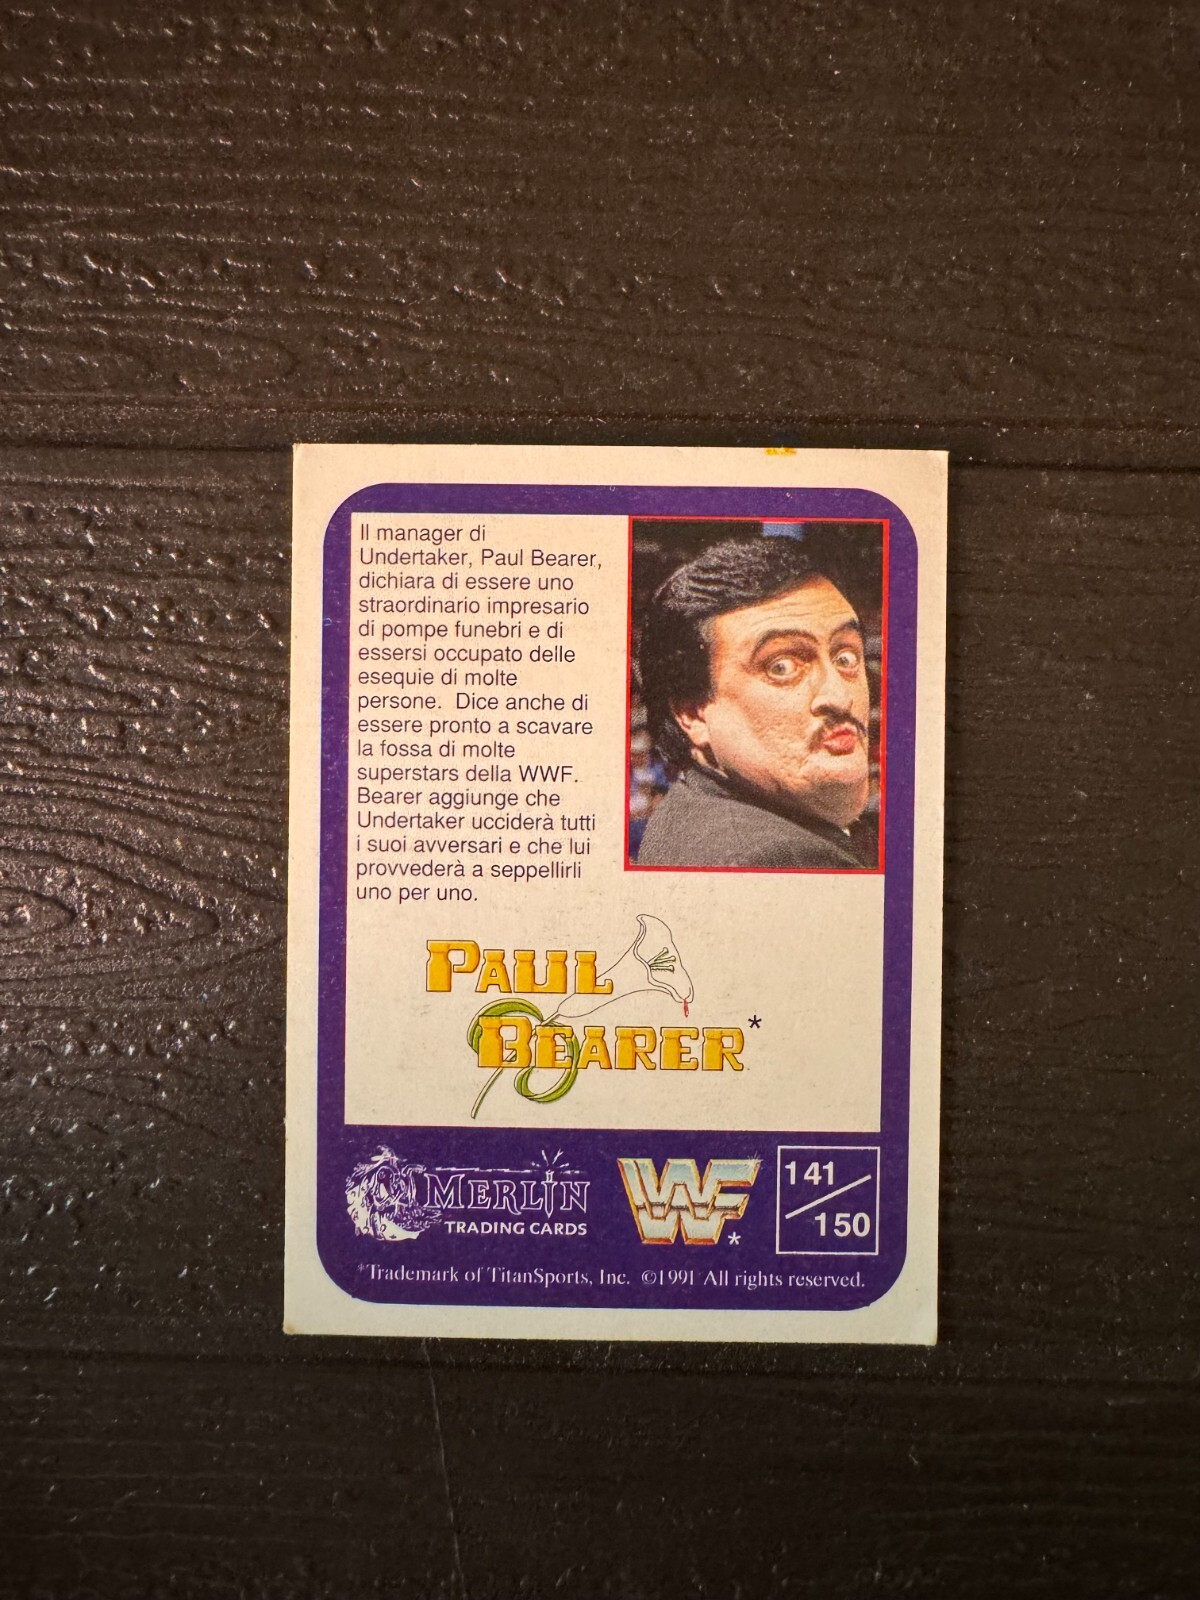 Il manager di
Undertaker, Paul Bearer,
dichiara di essere uno
straordinario impresario
di pompe funebri e di
essersi occupato delle
esequie di molte
persone. Dice anche di
essere pronto a scavare
la fossa di molte
superstars della WWF.
Bearer aggiunge che
Undertaker ucciderà tutti
i suoi avversari e che lui
provvederà a seppellirli
uno per uno.
PAUL
BEARER*
MERLIN
TRADING CARDS
WWF*
141/150
*Trademark of TitanSports, Inc. ©1991 All rights reserved.